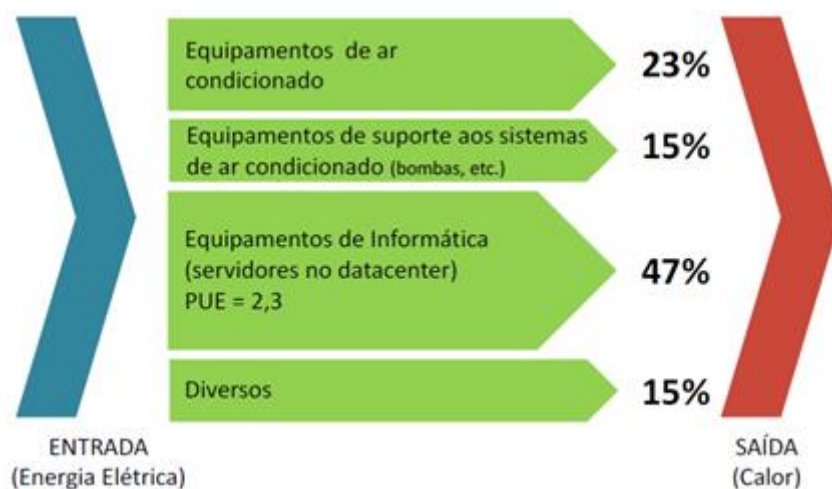 Equipamentos de ar
condicionado
23%
Equipamentos de suporte aos sistemas
de ar condicionado (bombas, etc.)
15%
Equipamentos de Informática
(servidores no datacenter)
PUE = 2,3
47%
Diversos
15%
ENTRADA
(Energia Elétrica)
SAÍDA
(Calor)